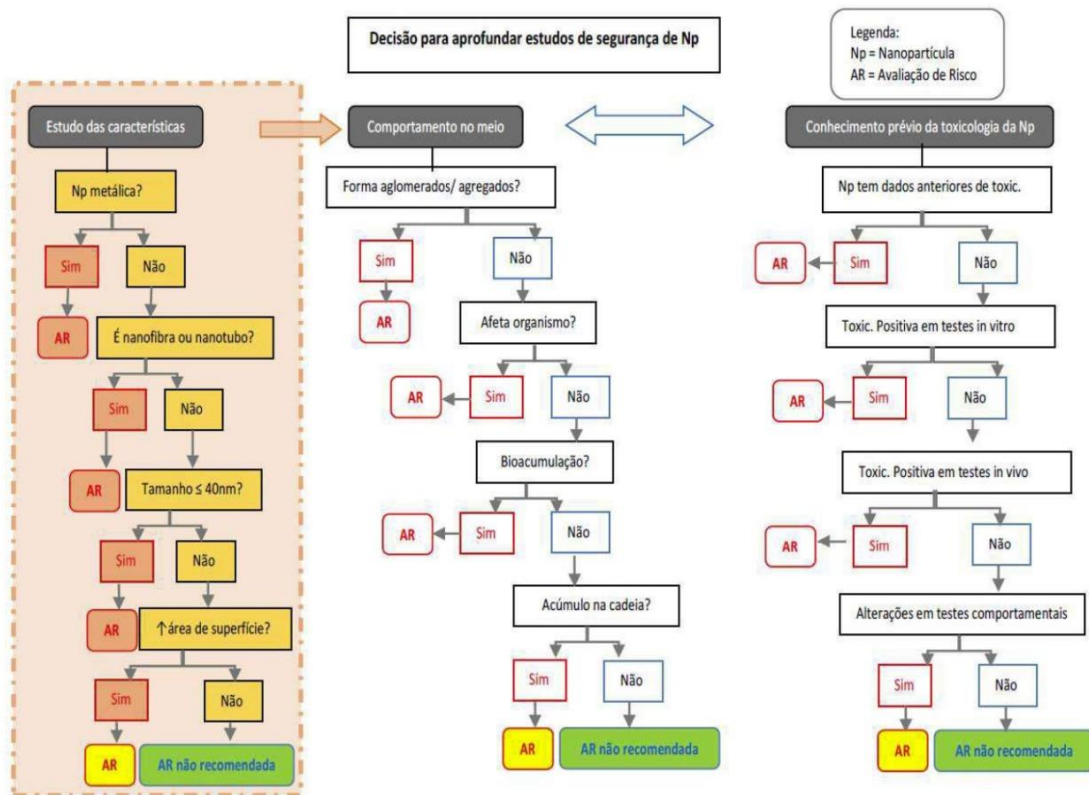 Decisão para aprofundar estudos de segurança de Np
Legenda:
Np = Nanopartícula
AR = Avaliação de Risco
Estudo das características
Np metálica?
Sim
Não
AR
É nanofibra ou nanotubo?
Sim
Não
AR
Tamanho ≤ 40nm?
Sim
Não
AR
↑área de superfície?
Sim
Não
AR
AR não recomendada
Comportamento no meio
Forma aglomerados/ agregados?
Sim
Não
AR
Afeta organismo?
AR
Sim
Não
Bioacumulação?
AR
Sim
Não
Acúmulo na cadeia?
Sim
Não
AR
AR não recomendada
Conhecimento prévio da toxicologia da Np
Np tem dados anteriores de toxic.
AR
Sim
Não
Toxic. Positiva em testes in vitro
AR
Sim
Não
Toxic. Positiva em testes in vivo
AR
Sim
Não
Alterações em testes comportamentais
Sim
Não
AR
AR não recomendada